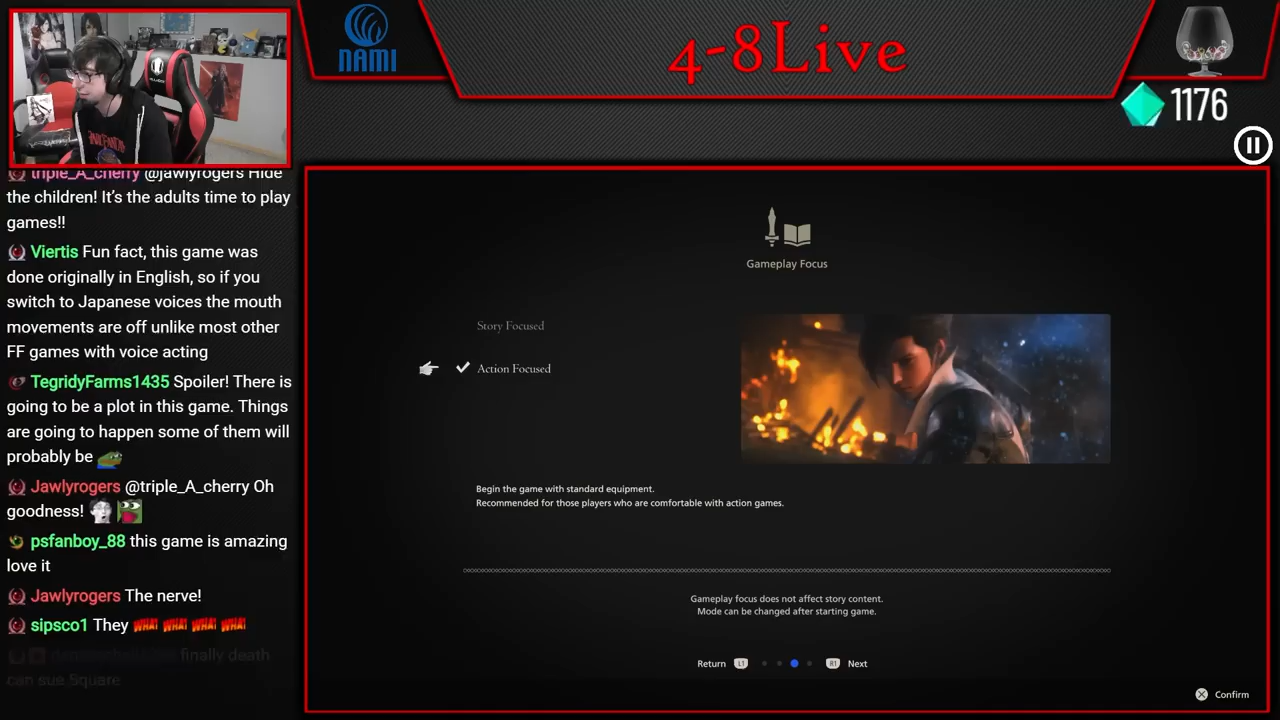 NAMI
4-8Live
1176
triple_A_cherry @jawlyrogers Hide
the children! It's the adults time to play
games!!
Viertis Fun fact, this game was
done originally in English, so if you
switch to Japanese voices the mouth
movements are off unlike most other
FF games with voice acting
TegridyFarms1435 Spoiler! There is
going to be a plot in this game. Things
are going to happen some of them will
probably be
Jawlyrogers @triple_A_cherry Oh
goodness!
psfanboy_88 this game is amazing
love it
Jawlyrogers The nerve!
sipsco1 They WHA! WHA! WHA! WHA!
finally death
can sue Square
Gameplay Focus
Story Focused
Action Focused
Begin the game with standard equipment.
Recommended for those players who are comfortable with action games.
Gameplay focus does not affect story content.
Mode can be changed after starting game.
Return L1 R1 Next
Confirm